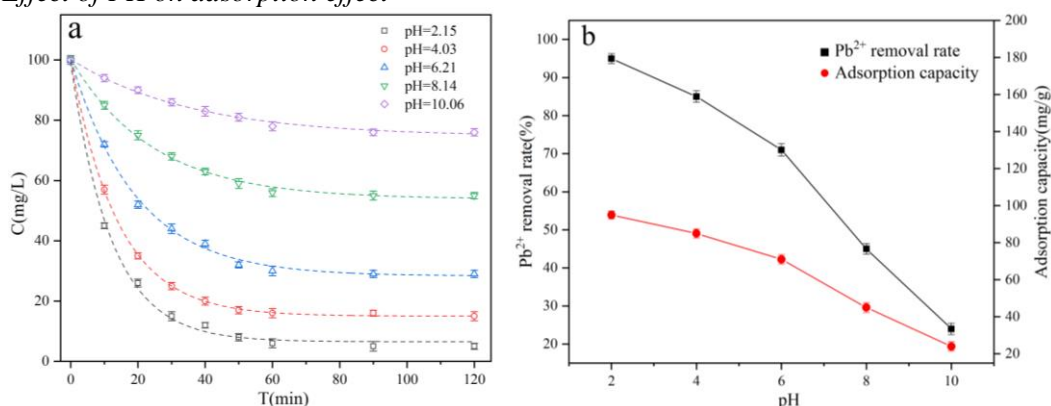 Effect of PH on adsorption effect
a
pH=2.15
pH=4.03
pH=6.21
pH=8.14
pH=10.06
100
80
60
40
20
0
C(mg/L)
0 20 40 60 80 100 120
T(min)
b
Pb²⁺ removal rate
Adsorption capacity
100
90
80
70
60
50
40
30
20
Pb²⁺ removal rate(%)
200
180
160
140
120
100
80
60
40
20
Adsorption capacity(mg/g)
2 4 6 8 10
pH